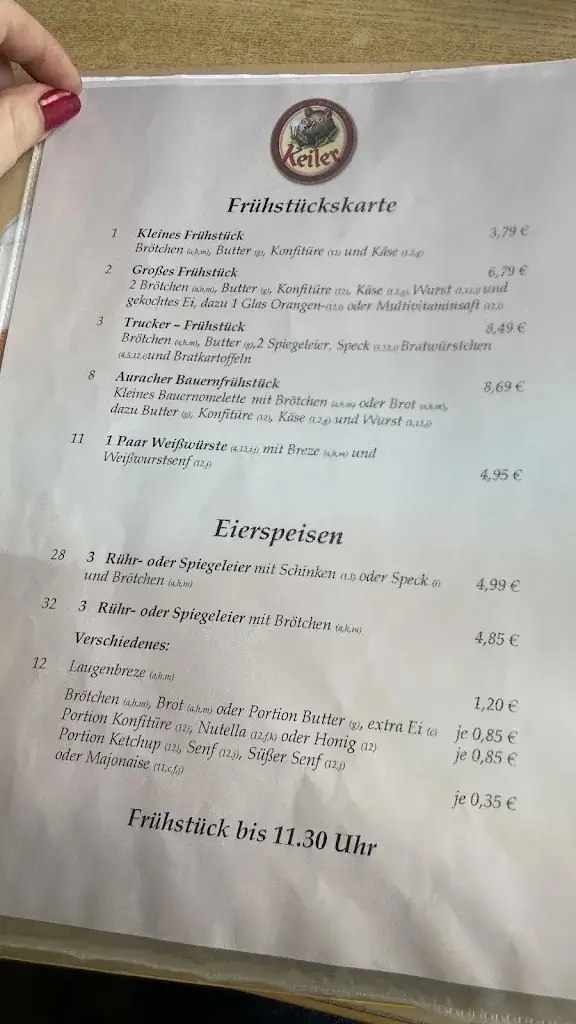 Keiler
Frühstückskarte
1 Kleines Frühstück 3,79 €
Brötchen (a,h,m), Butter (g), Konfitüre (12) und Käse (1,2,g)
2 Großes Frühstück 6,79 €
2 Brötchen (a,h,m), Butter (g), Konfitüre (12), Käse (1,2,g), Wurst und
gekochtes Ei, dazu 1 Glas Orangen- oder Multivitaminsaft
3 Trucker – Frühstück 8,49 €
Brötchen (a,h,m), Butter (g),2 Spiegeleier, Speck Bratwürstchen
und Bratkartoffeln
8 Auracher Bauernfrühstück 8,69 €
Kleines Bauernomelette mit Brötchen (a,h,m) oder Brot (a,h,m),
dazu Butter (g), Konfitüre (12), Käse (1,2,g) und Wurst
11 1 Paar Weißwürste mit Breze (a,h,m) und
Weißwurstsenf (12,j) 4,95 €
Eierspeisen
28 3 Rühr- oder Spiegeleier mit Schinken oder Speck
und Brötchen (a,h,m) 4,99 €
32 3 Rühr- oder Spiegeleier mit Brötchen (a,h,m) 4,85 €
Verschiedenes:
12 Laugenbreze (a,h,m) 1,20 €
Brötchen (a,h,m), Brot (a,h,m) oder Portion Butter (g), extra Ei (c) je 0,85 €
Portion Konfitüre (12), Nutella (12,f,k) oder Honig (12) je 0,85 €
Portion Ketchup (12), Senf (12,j), Süßer Senf (12,j)
oder Majonaise (11,c,f,j) je 0,35 €
Frühstück bis 11.30 Uhr